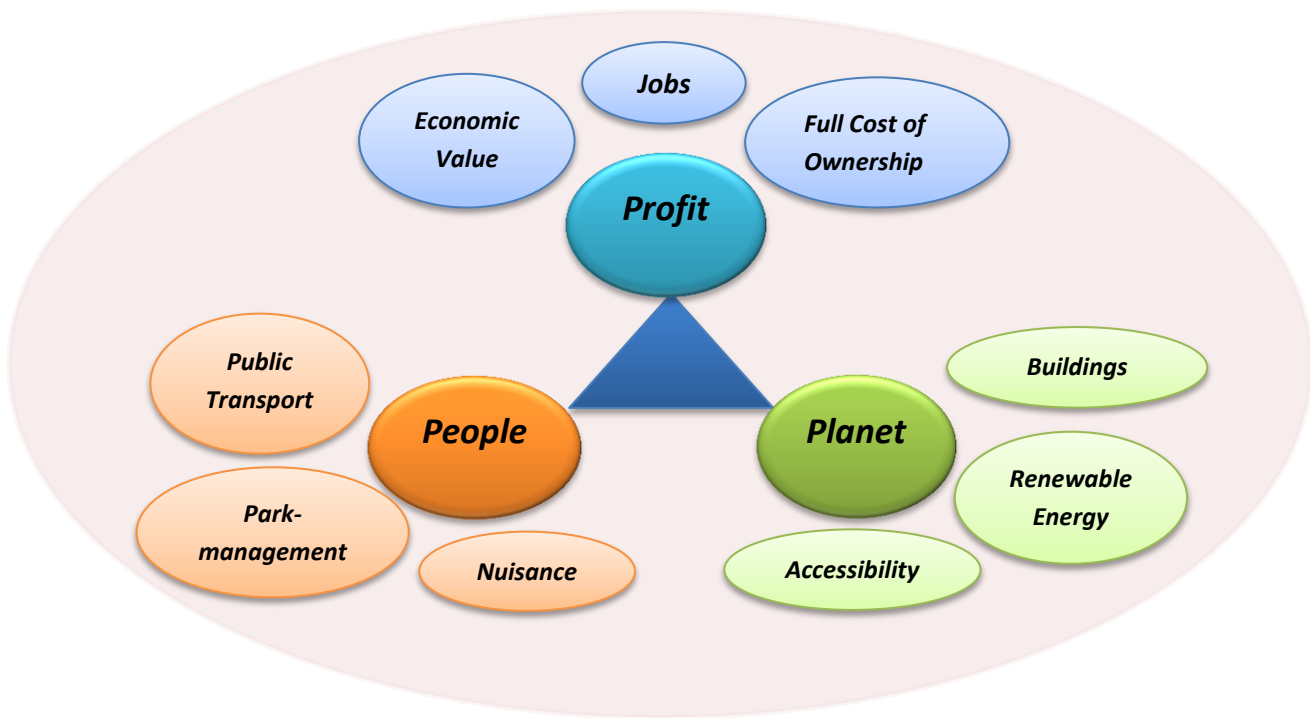 Jobs
Economic
Value
Full Cost of
Ownership
Profit
Public
Transport
People
Park-
management
Nuisance
Planet
Buildings
Renewable
Energy
Accessibility